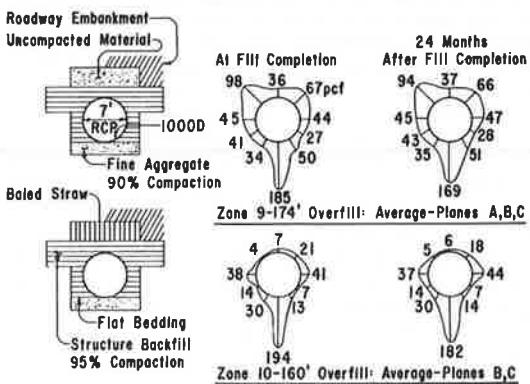 Roadway Embankment
Uncompacted Material
7'
RCP
1000D
Fine Aggregate
90% Compaction
Baled Straw
Flat Bedding
Structure Backfill
95% Compaction
At Fill Completion
36
98
67pcf
45
44
41
27
34
50
185
24 Months
After Fill Completion
37
94
66
45
47
43
28
35
51
169
Zone 9-174' Overfill: Average-Planes A,B,C
7
4
21
38
41
14
7
30
13
194
6
5
18
37
44
14
7
30
14
182
Zone 10-160' Overfill: Average-Planes B,C